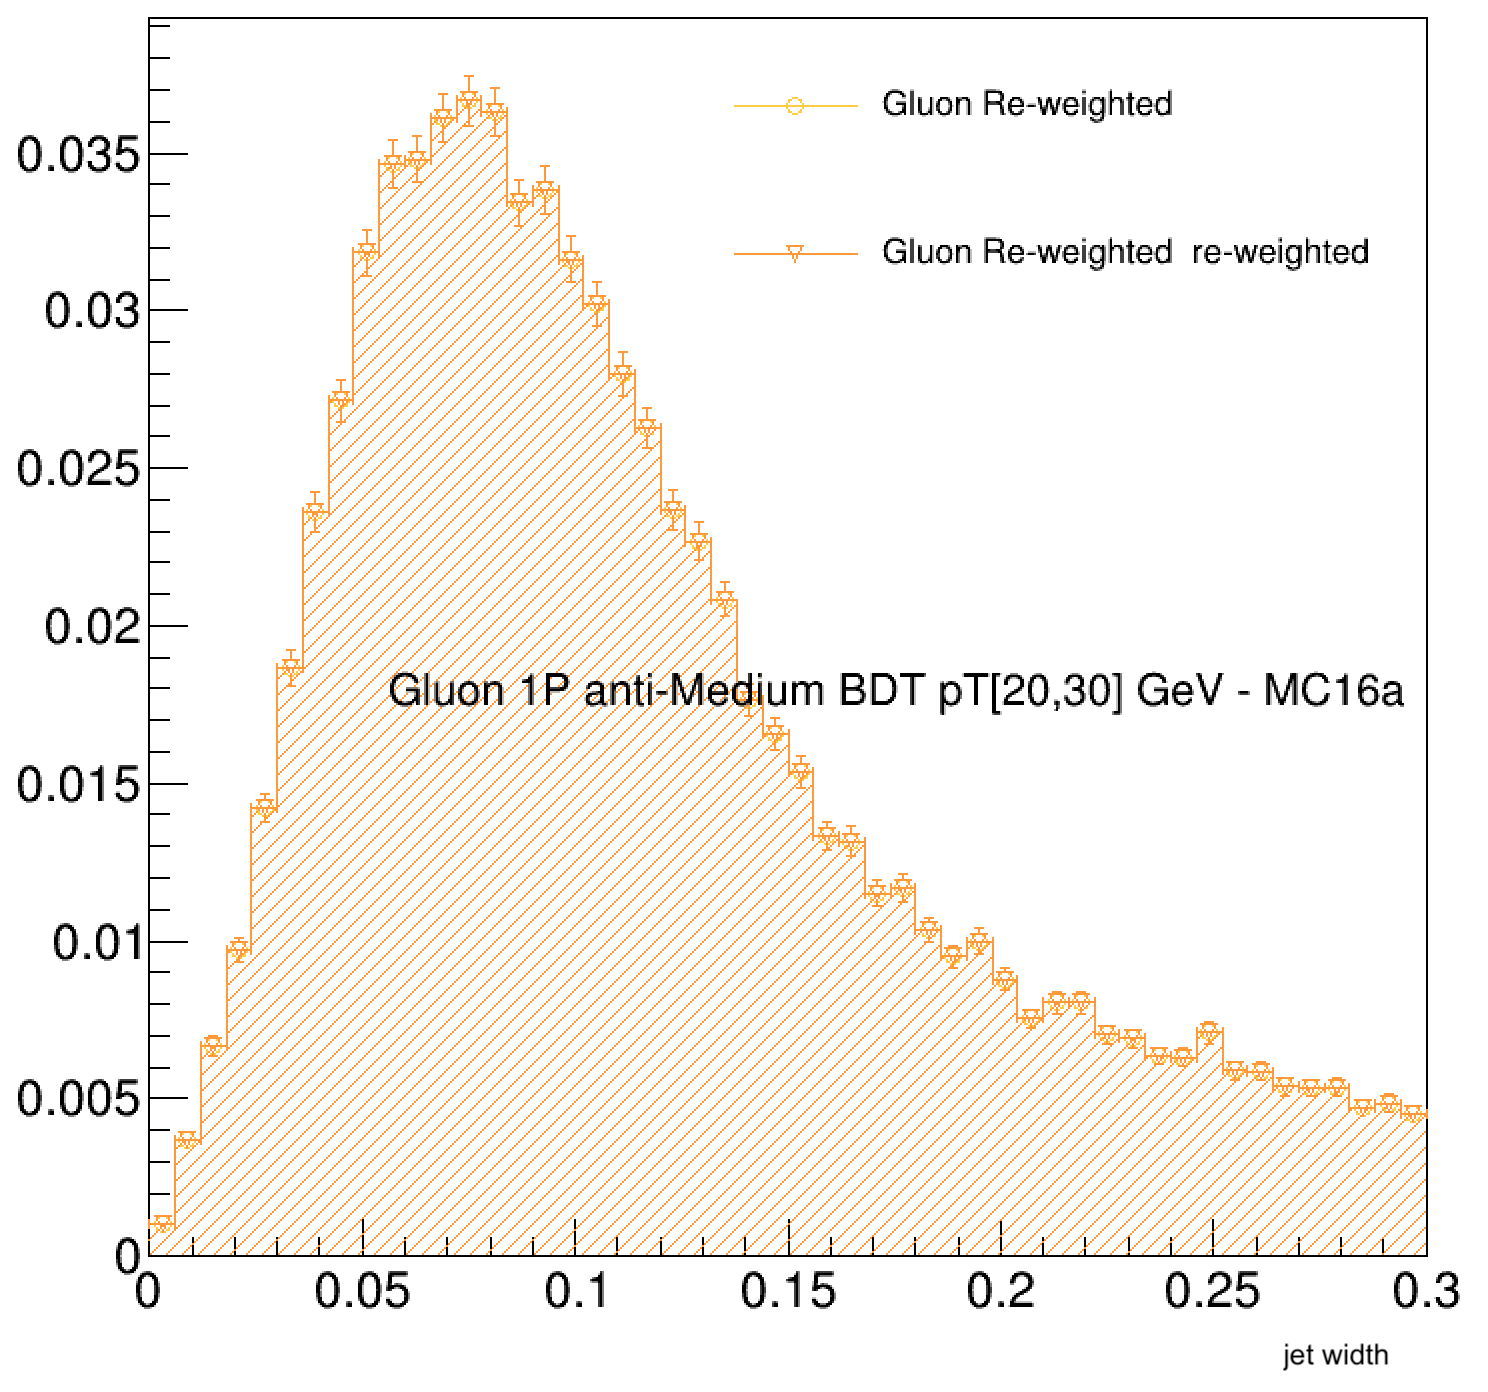 Gluon Re-weighted
0.035
Gluon Re-weighted  re-weighted
0.03
0.025
0.02
Gluon 1P anti-Medium BDT pT[20,30] GeV - MC16a
0.015
0.01
0.005
0
0 0.05 0.1 0.15 0.2 0.25 0.3
jet width